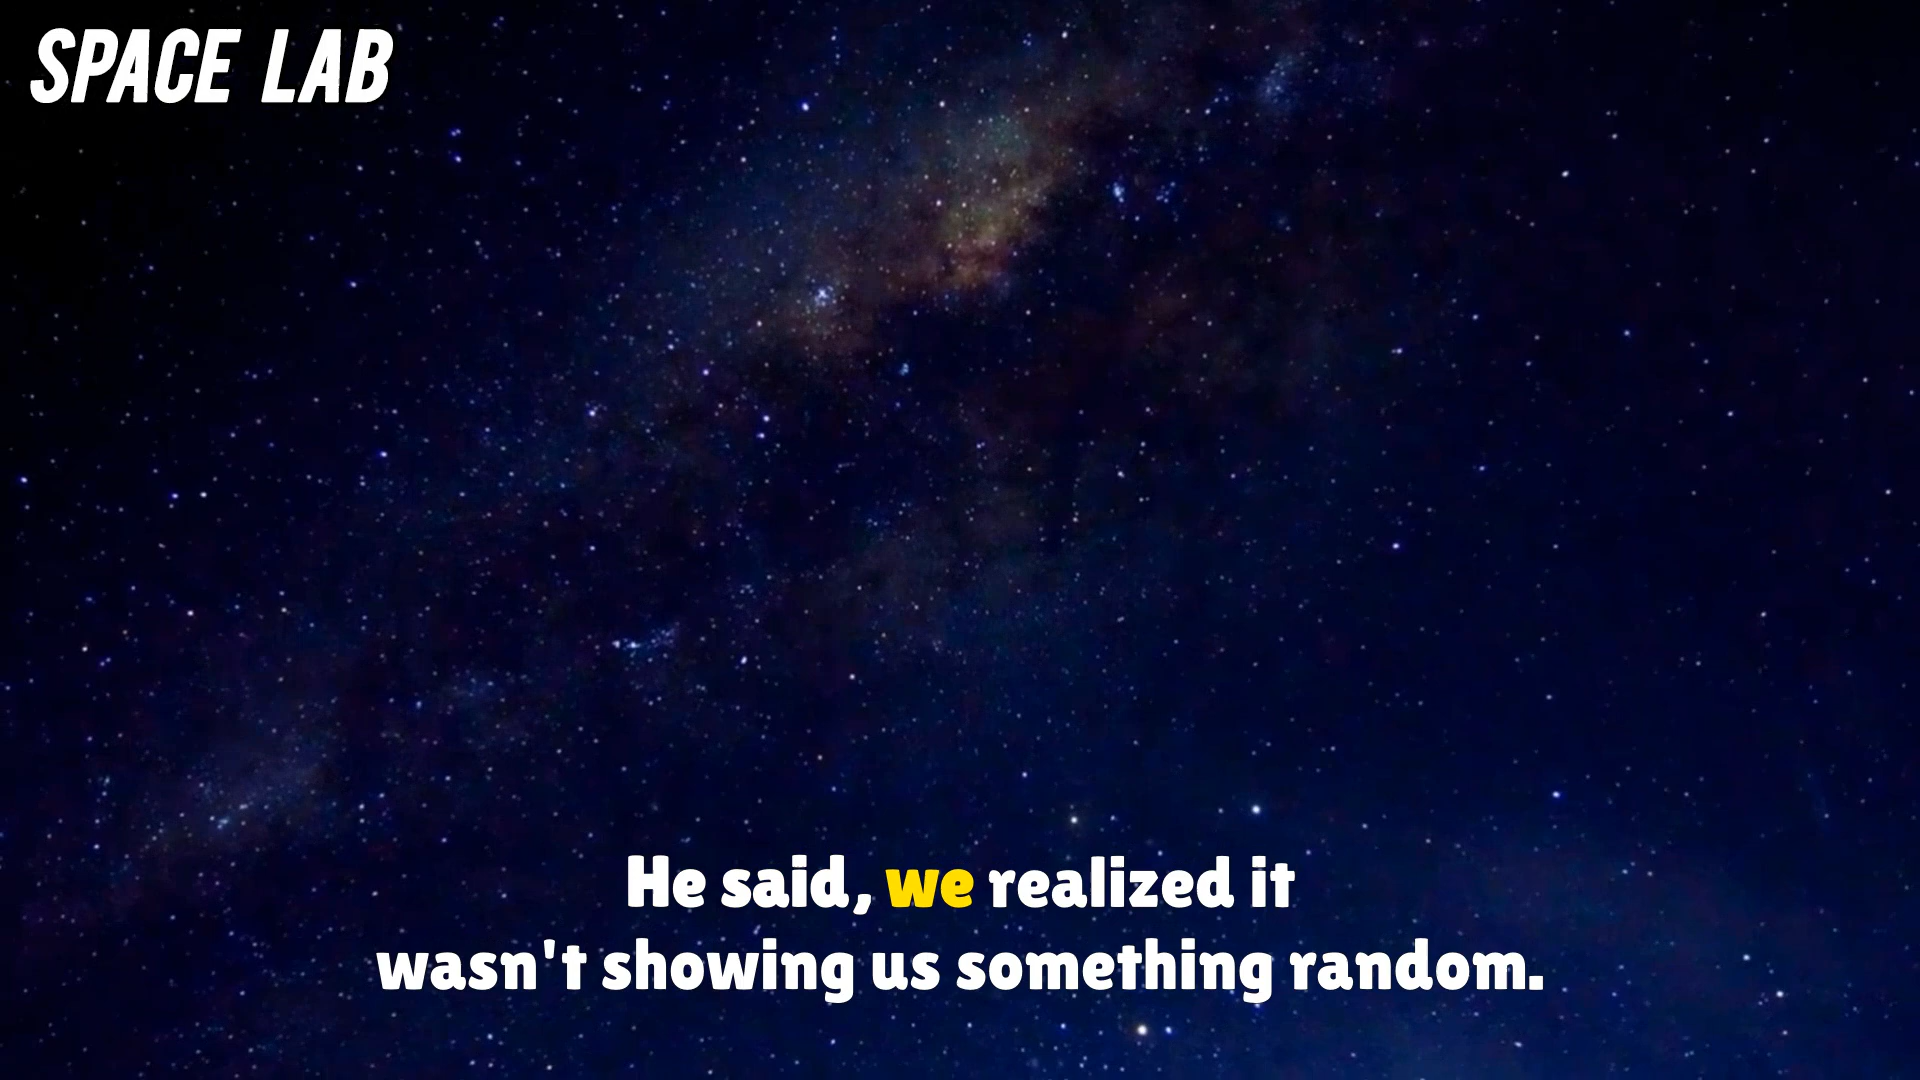 SPACE LAB
He said, we realized it
wasn't showing us something random.